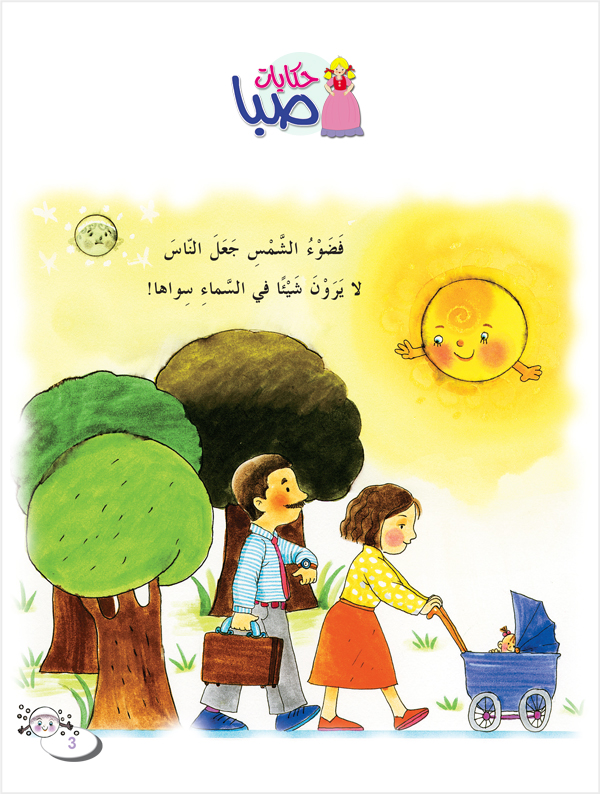 حكايات
صبا
فَضَوْءُ الشَّمْسِ جَعَلَ النّاسَ
لا يَرَوْنَ شَيْئًا في السَّماءِ سِواها!
3